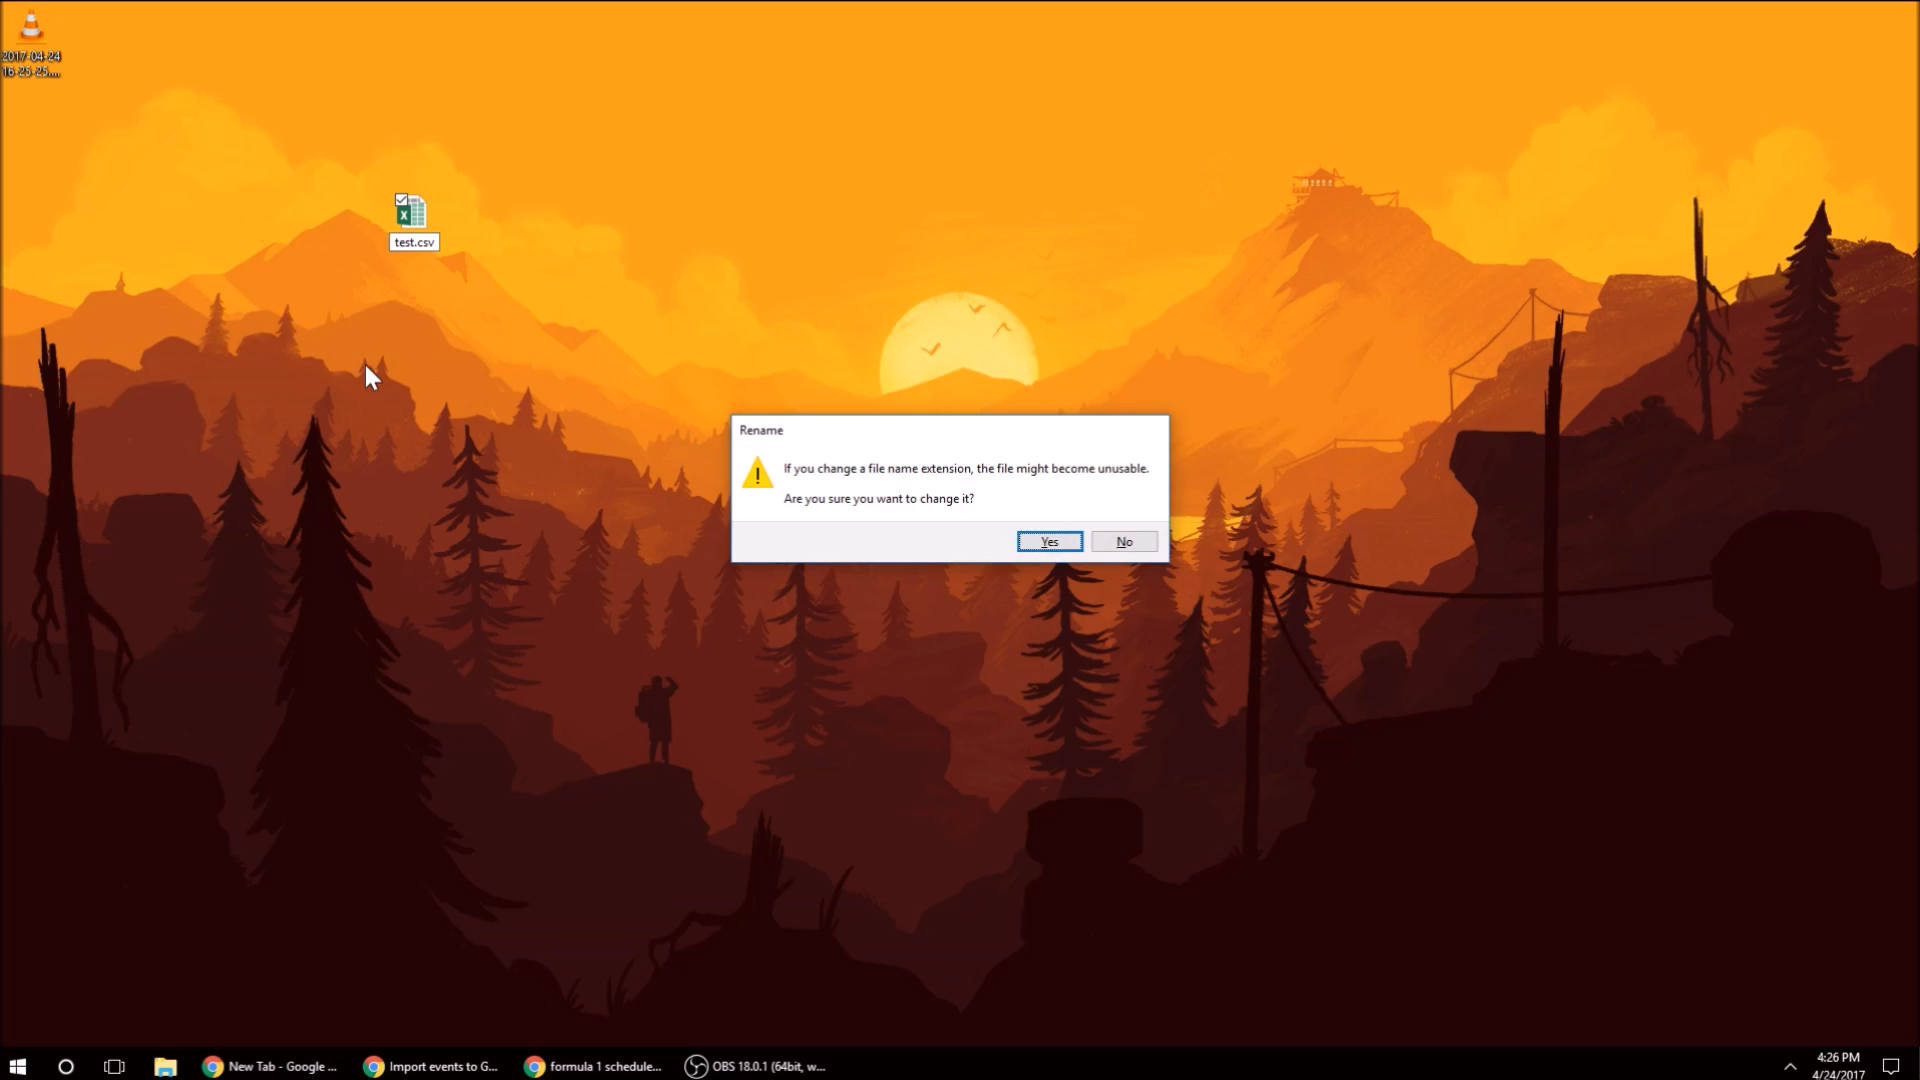 2017-04-24
16-25-25....
test.csv
Rename
If you change a file name extension, the file might become unusable.
Are you sure you want to change it?
Yes
No
New Tab - Google ...
Import events to G...
formula 1 schedule...
OBS 18.0.1 (64bit, w...
4:26 PM
4/24/2017